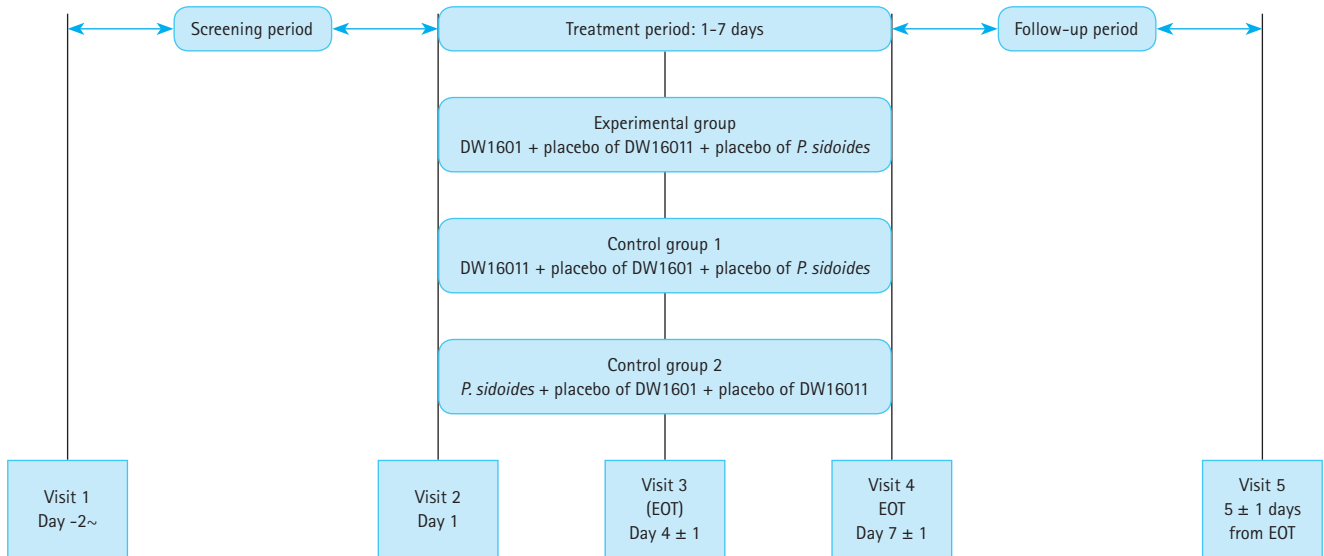 Screening period
Treatment period: 1-7 days
Follow-up period
Experimental group
DW1601 + placebo of DW16011 + placebo of P. sidoides
Control group 1
DW16011 + placebo of DW1601 + placebo of P. sidoides
Control group 2
P. sidoides + placebo of DW1601 + placebo of DW16011
Visit 1
Day -2~
Visit 2
Day 1
Visit 3
(EOT)
Day 4 ± 1
Visit 4
EOT
Day 7 ± 1
Visit 5
5 ± 1 days
from EOT